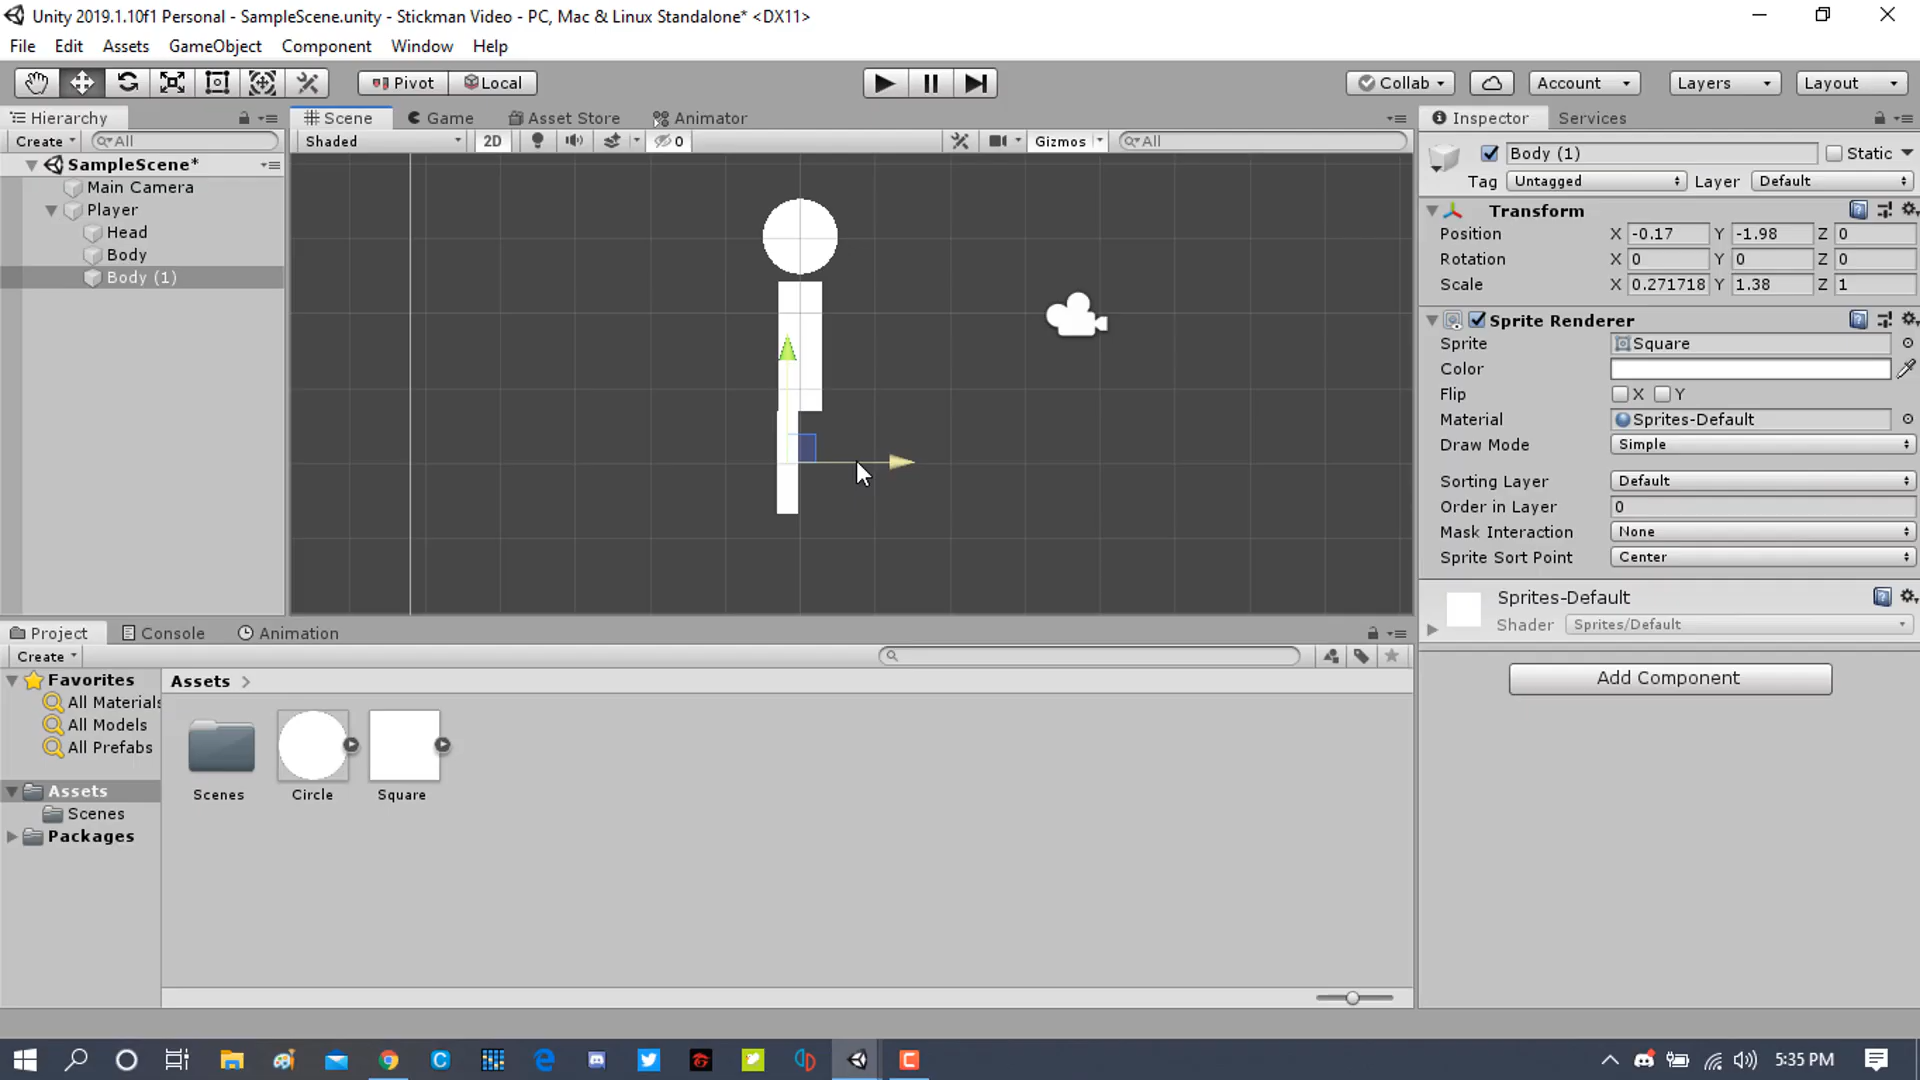 Unity 2019.1.10f1 Personal - SampleScene.unity - Stickman Video - PC, Mac & Linux Standalone* <DX11>
File Edit Assets GameObject Component Window Help
Pivot Local Collab Account Layers Layout
Hierarchy Scene Game Asset Store Animator Inspector Services
Create All Shaded 2D 0 Gizmos All
SampleScene*
Main Camera
Player
Head
Body
Body (1)
Body (1) Static
Tag Untagged Layer Default
Transform
Position X -0.17 Y -1.98 Z 0
Rotation X 0 Y 0 Z 0
Scale X 0.271718 Y 1.38 Z 1
Sprite Renderer
Sprite Square
Color
Flip X Y
Material Sprites-Default
Draw Mode Simple
Sorting Layer Default
Order in Layer 0
Mask Interaction None
Sprite Sort Point Center
Sprites-Default
Shader Sprites/Default
Add Component
Project Console Animation
Create
Favorites
All Materials
All Models
All Prefabs
Assets
Scenes
Packages
Assets
Scenes Circle Square
5:35 PM